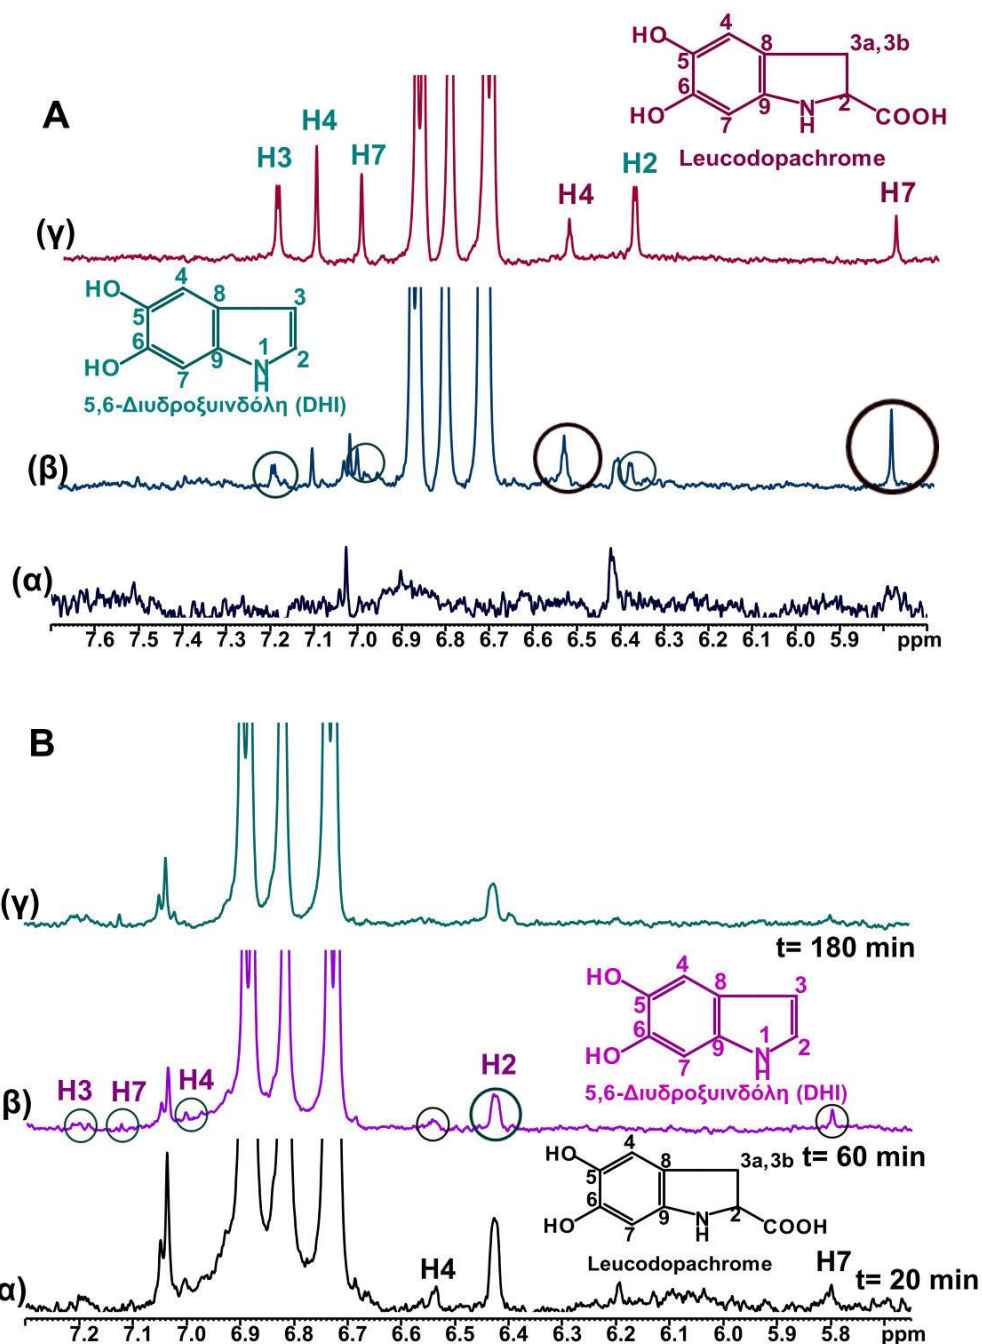 A
HO
4
8
3a,3b
5
6
HO
7
9
N
H
2
COOH
Leucodopachrome
H3
H4
H7
H4
H2
H7
(γ)
HO
4
8
3
5
6
1
HO
7
9
N
H
2
5,6-Διυδροξυινδόλη (DHI)
(β)
(α)
7.6 7.5 7.4 7.3 7.2 7.1 7.0 6.9 6.8 6.7 6.6 6.5 6.4 6.3 6.2 6.1 6.0 5.9 ppm
B
(γ)
t= 180 min
HO
4
8
3
5
6
1
HO
7
9
N
H
2
5,6-Διυδροξυινδόλη (DHI)
β)
H3
H7
H4
H2
t= 60 min
HO
4
8
3a,3b
5
6
HO
7
9
N
H
2
COOH
Leucodopachrome
α)
H4
H7
t= 20 min
7.2 7.1 7.0 6.9 6.8 6.7 6.6 6.5 6.4 6.3 6.2 6.1 6.0 5.9 5.8 ppm